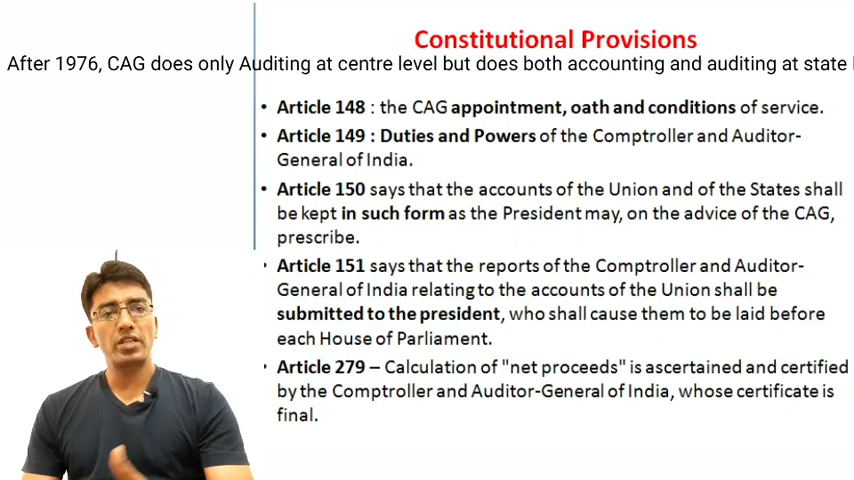 Constitutional Provisions
After 1976, CAG does only Auditing at centre level but does both accounting and auditing at state
• Article 148 : the CAG appointment, oath and conditions of service.
• Article 149 : Duties and Powers of the Comptroller and Auditor-
General of India.
• Article 150 says that the accounts of the Union and of the States shall
be kept in such form as the President may, on the advice of the CAG,
prescribe.
• Article 151 says that the reports of the Comptroller and Auditor-
General of India relating to the accounts of the Union shall be
submitted to the president, who shall cause them to be laid before
each House of Parliament.
• Article 279 – Calculation of "net proceeds" is ascertained and certified
by the Comptroller and Auditor-General of India, whose certificate is
final.